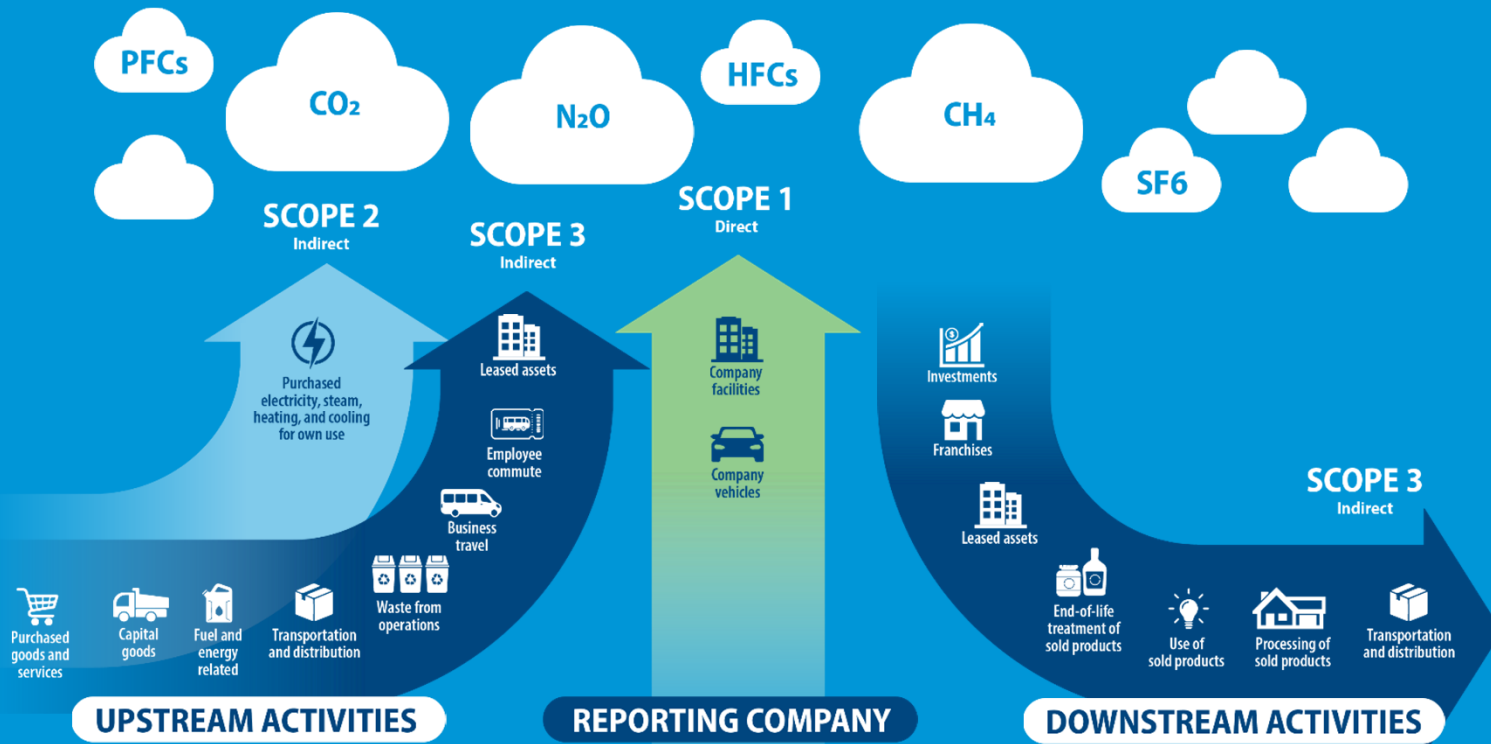 PFCs
CO₂
N₂O
HFCs
CH₄
SF6
SCOPE 2
Indirect
SCOPE 3
Indirect
SCOPE 1
Direct
SCOPE 3
Indirect
Purchased
electricity, steam,
heating, and cooling
for own use
Purchased
goods and
services
Capital
goods
Fuel and
energy
related
Transportation
and distribution
Waste from
operations
Business
travel
Employee
commute
Leased assets
Company
facilities
Company
vehicles
$
Investments
Franchises
Leased assets
End-of-life
treatment of
sold products
Use of
sold products
Processing of
sold products
Transportation
and distribution
UPSTREAM ACTIVITIES
REPORTING COMPANY
DOWNSTREAM ACTIVITIES